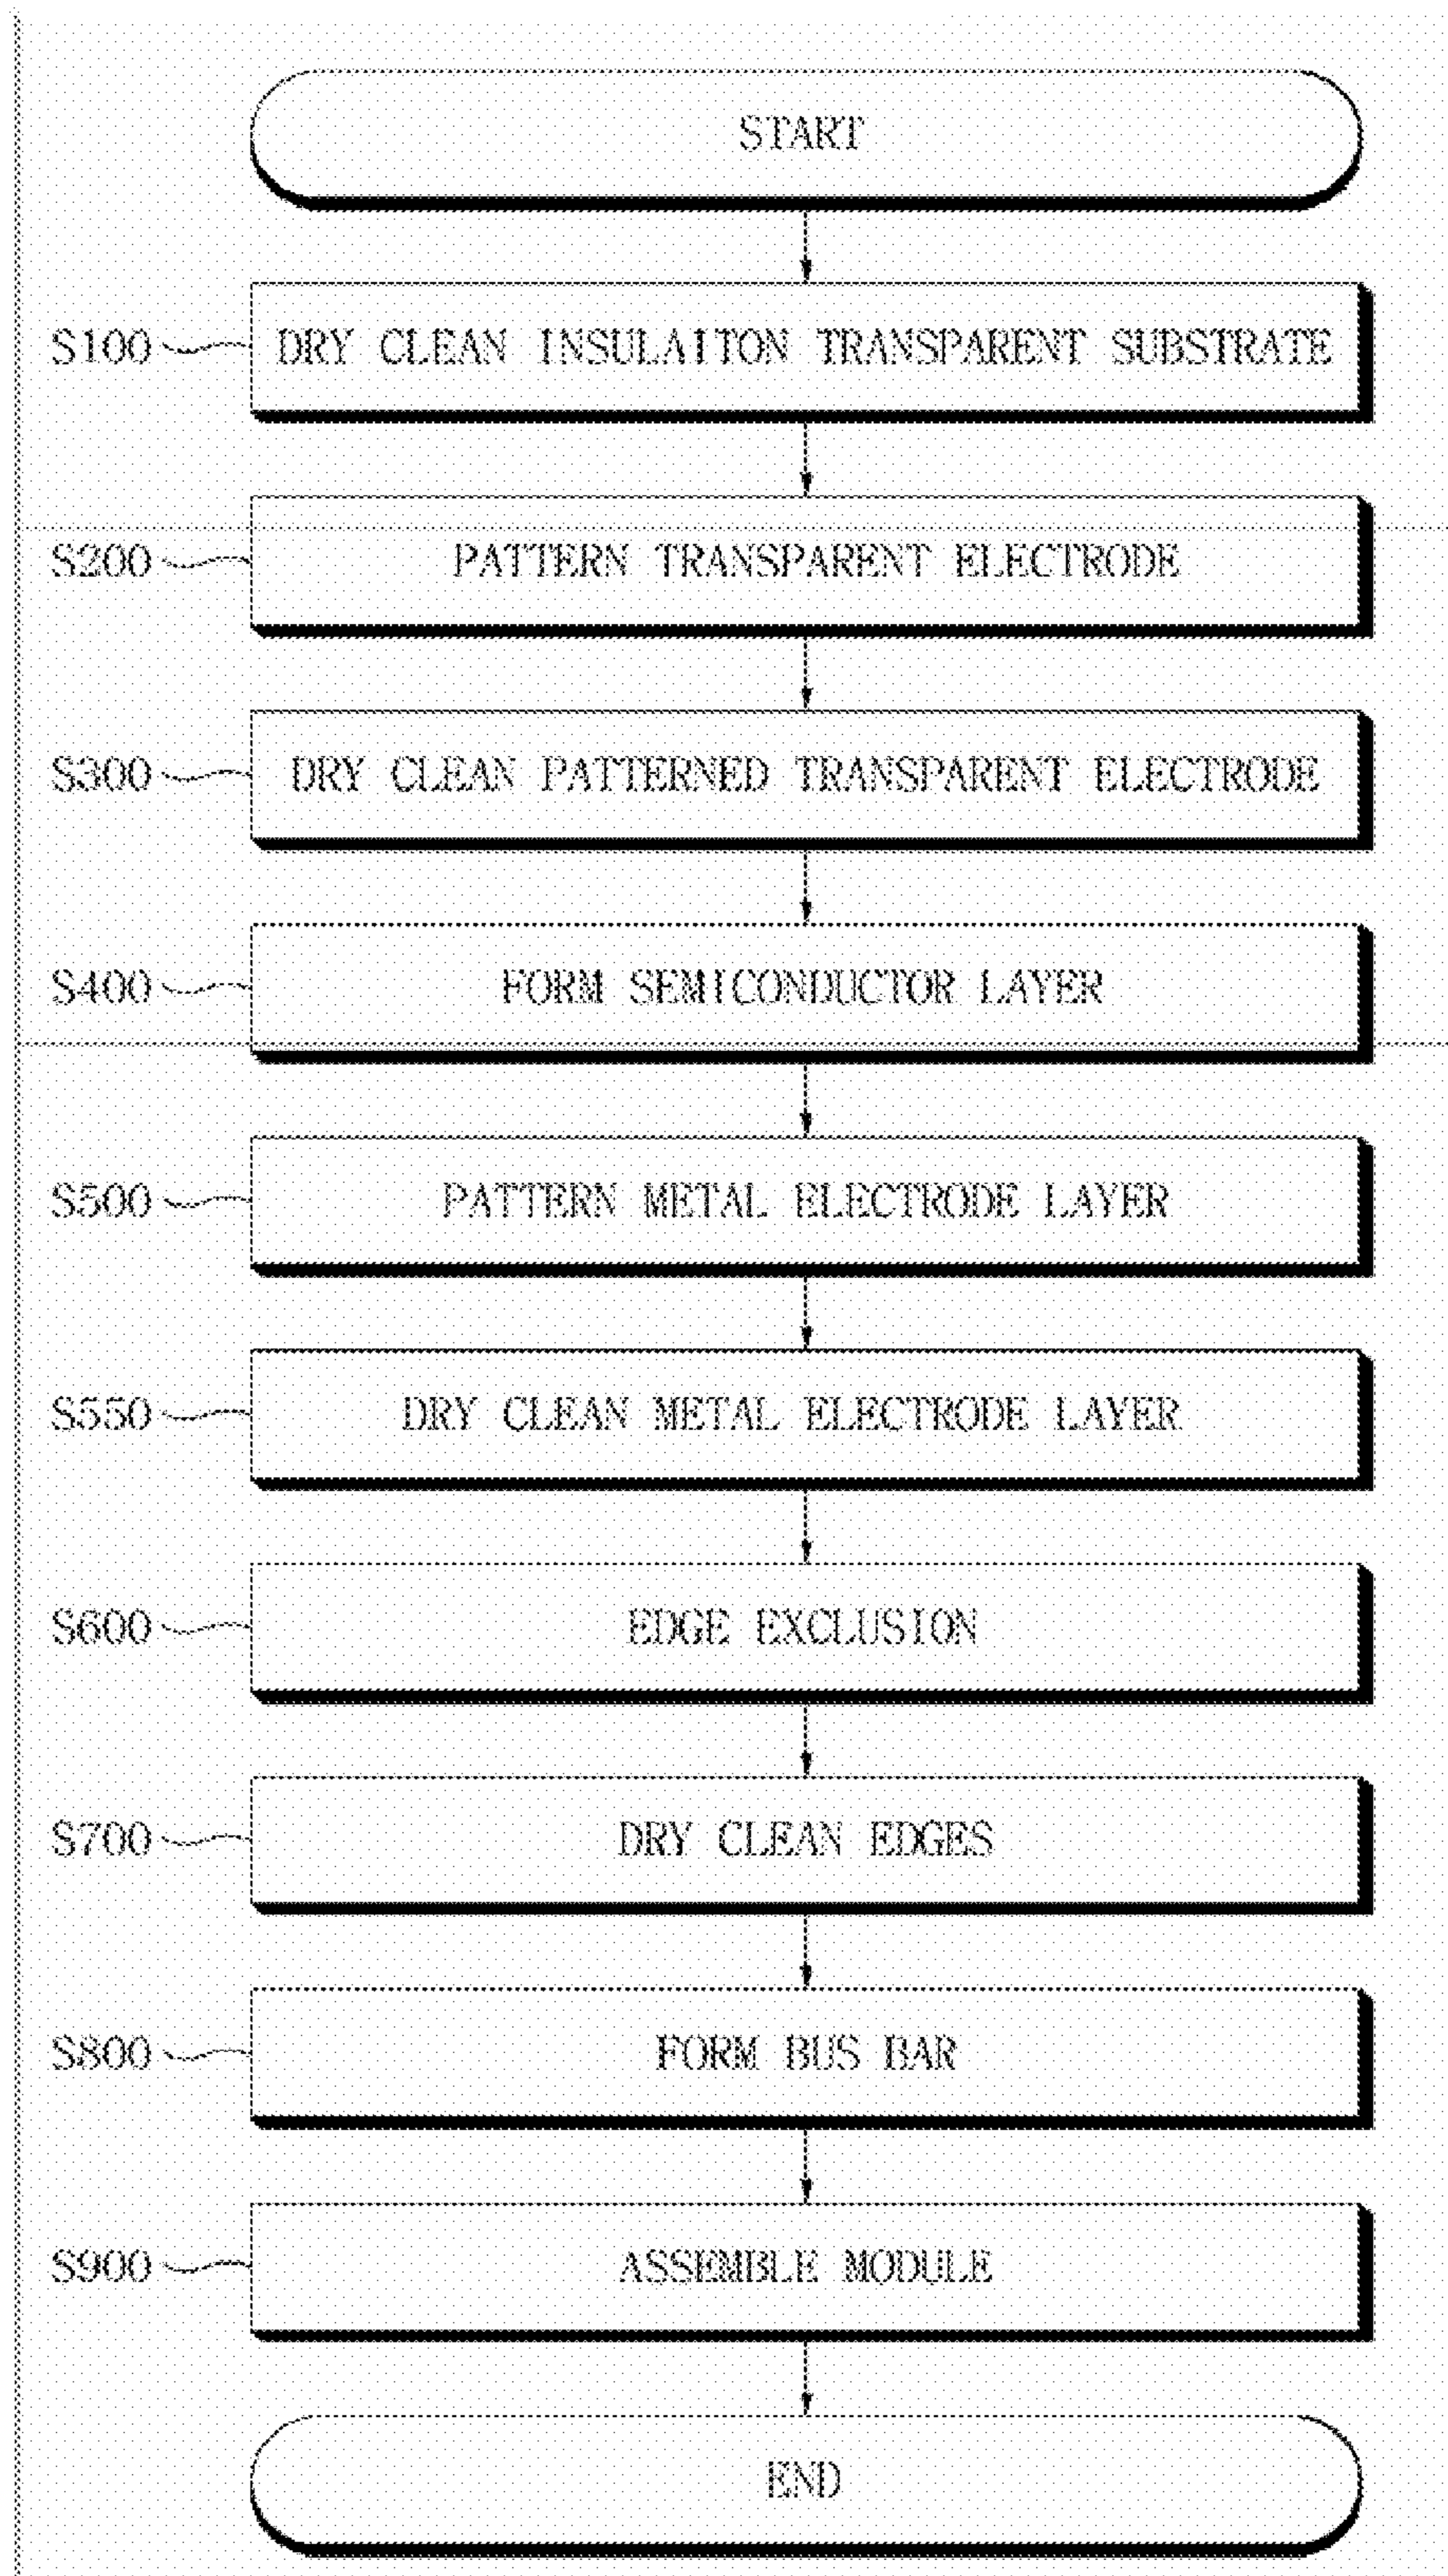 START
S100 DRY CLEAN INSULAITON TRANSPARENT SUBSTRATE
S200 PATTERN TRANSPARENT ELECTRODE
S300 DRY CLEAN PATTERNED TRANSPARENT ELECTRODE
S400 FORM SEMICONDUCTOR LAYER
S500 PATTERN METAL ELECTRODE LAYER
S550 DRY CLEAN METAL ELECTRODE LAYER
S600 EDGE EXCLUSION
S700 DRY CLEAN EDGES
S800 FORM BUS BAR
S900 ASSEMBLE MODULE
END